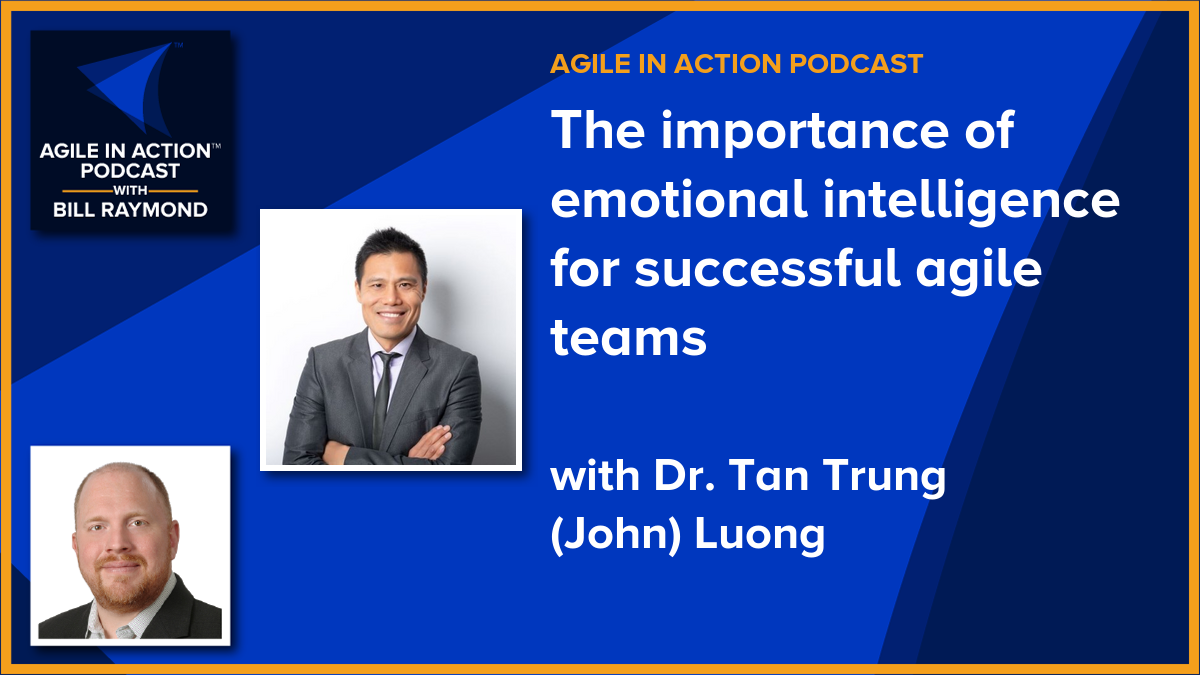 AGILE IN ACTION™
PODCAST
WITH
BILL RAYMOND
AGILE IN ACTION PODCAST
The importance of
emotional intelligence
for successful agile
teams
with Dr. Tan Trung
(John) Luong